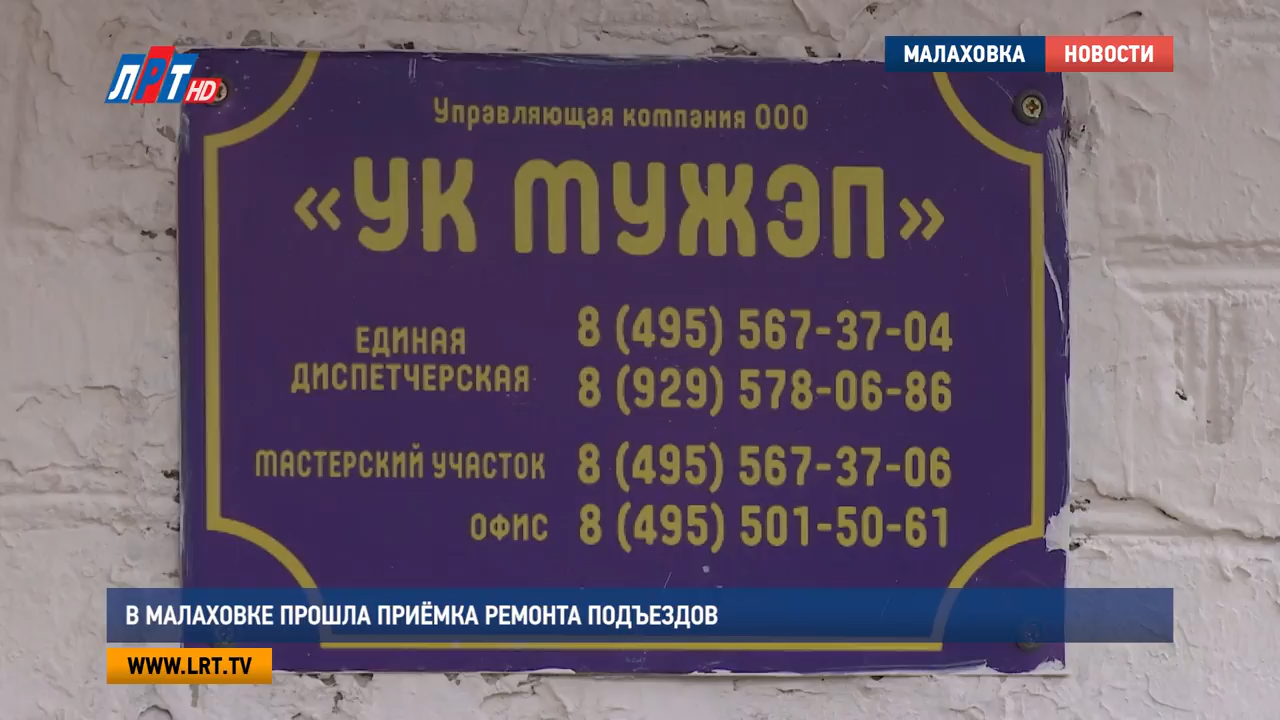 ЛРТ HD
МАЛАХОВКА НОВОСТИ
Управляющая компания ООО
«УК МУЖЭП»
ЕДИНАЯ
ДИСПЕТЧЕРСКАЯ
8 (495) 567-37-04
8 (929) 578-06-86
МАСТЕРСКИЙ УЧАСТОК 8 (495) 567-37-06
ОФИС 8 (495) 501-50-61
В МАЛАХОВКЕ ПРОШЛА ПРИЁМКА РЕМОНТА ПОДЪЕЗДОВ
WWW.LRT.TV